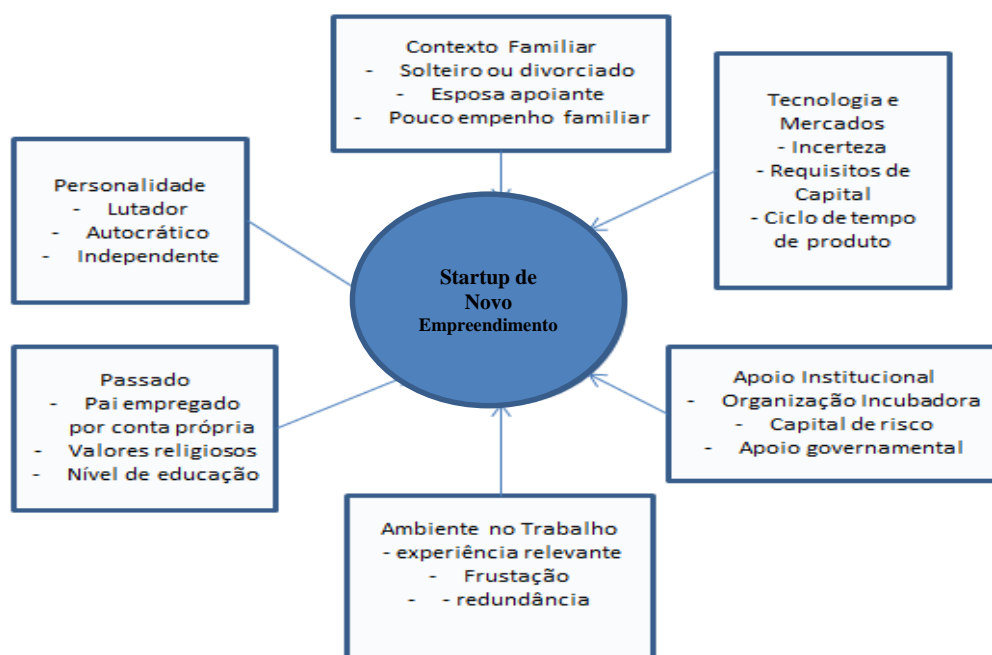 Contexto Familiar
- Solteiro ou divorciado
- Esposa apoiante
- Pouco empenho familiar
Tecnologia e
Mercados
- Incerteza
- Requisitos de
Capital
- Ciclo de tempo
de produto
Personalidade
- Lutador
- Autocrático
- Independente
Startup de
Novo
Empreendimento
Passado
- Pai empregado
por conta própria
- Valores religiosos
- Nível de educação
Apoio Institucional
- Organização Incubadora
- Capital de risco
- Apoio governamental
Ambiente no Trabalho
- experiência relevante
- Frustação
- - redundância